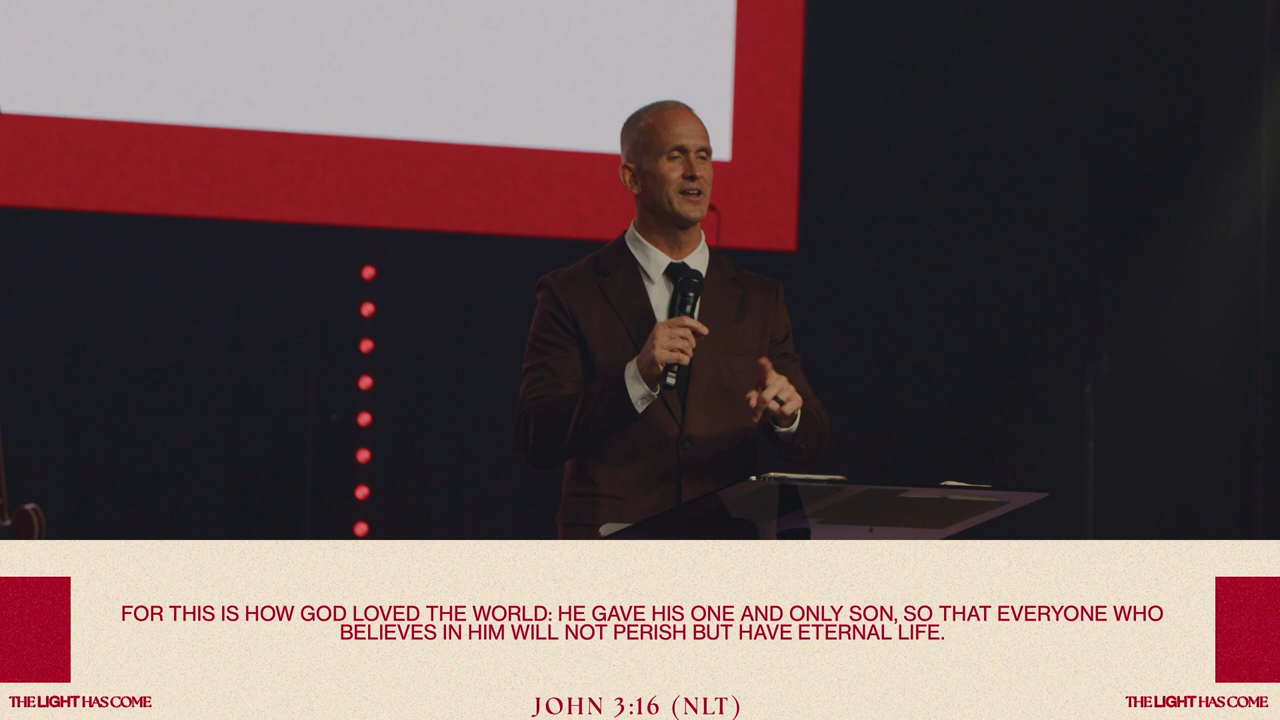 FOR THIS IS HOW GOD LOVED THE WORLD: HE GAVE HIS ONE AND ONLY SON, SO THAT EVERYONE WHO
BELIEVES IN HIM WILL NOT PERISH BUT HAVE ETERNAL LIFE.
THE LIGHT HAS COME
JOHN 3:16 (NLT)
THE LIGHT HAS COME